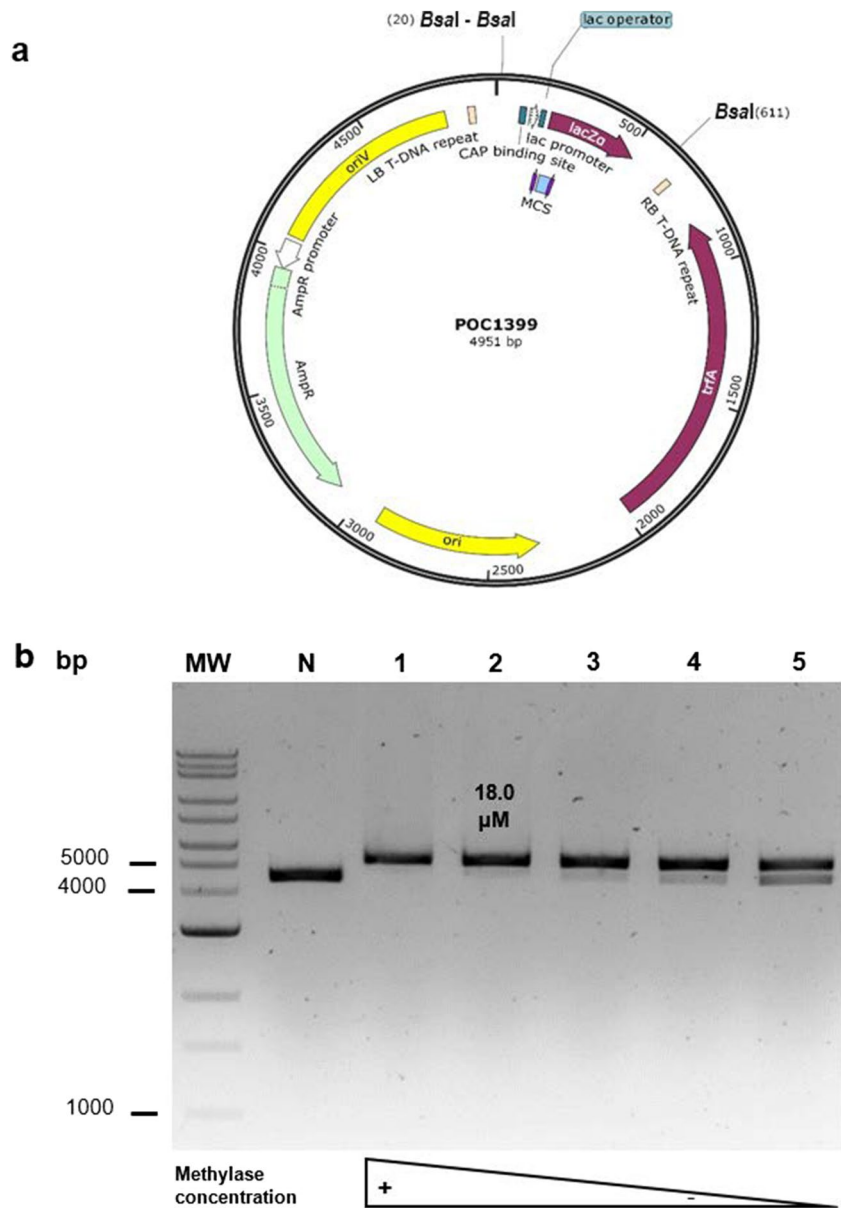 a
(20) BsaI - BsaI
lac operator
BsaI(611)
4500
500
oriV
LB T-DNA repeat
CAP binding site
lac promoter
lacZα
MCS
RB T-DNA repeat
4000
1000
AmpR promoter
POC1399
4951 bp
AmpR
trfA
3500
1500
3000
ori
2500
2000
b bp MW N 1 2 3 4 5
18.0
µM
5000
4000
1000
Methylase
concentration
+ -